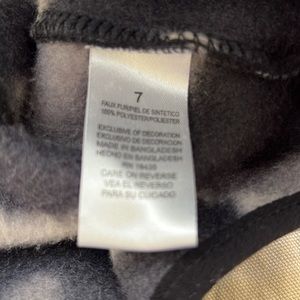 7
FAUX FUR/PIEL DE SINTETICO
100% POLYESTER/POLIESTER
EXCLUSIVE OF DECORATION
EXCLUSIVO DE DECORACION
MADE IN BANGLADESH
HECHO EN BANGLADESH
RN
CARE ON REVERSE
VEA EL REVERSO
PARA SU CUIDADO